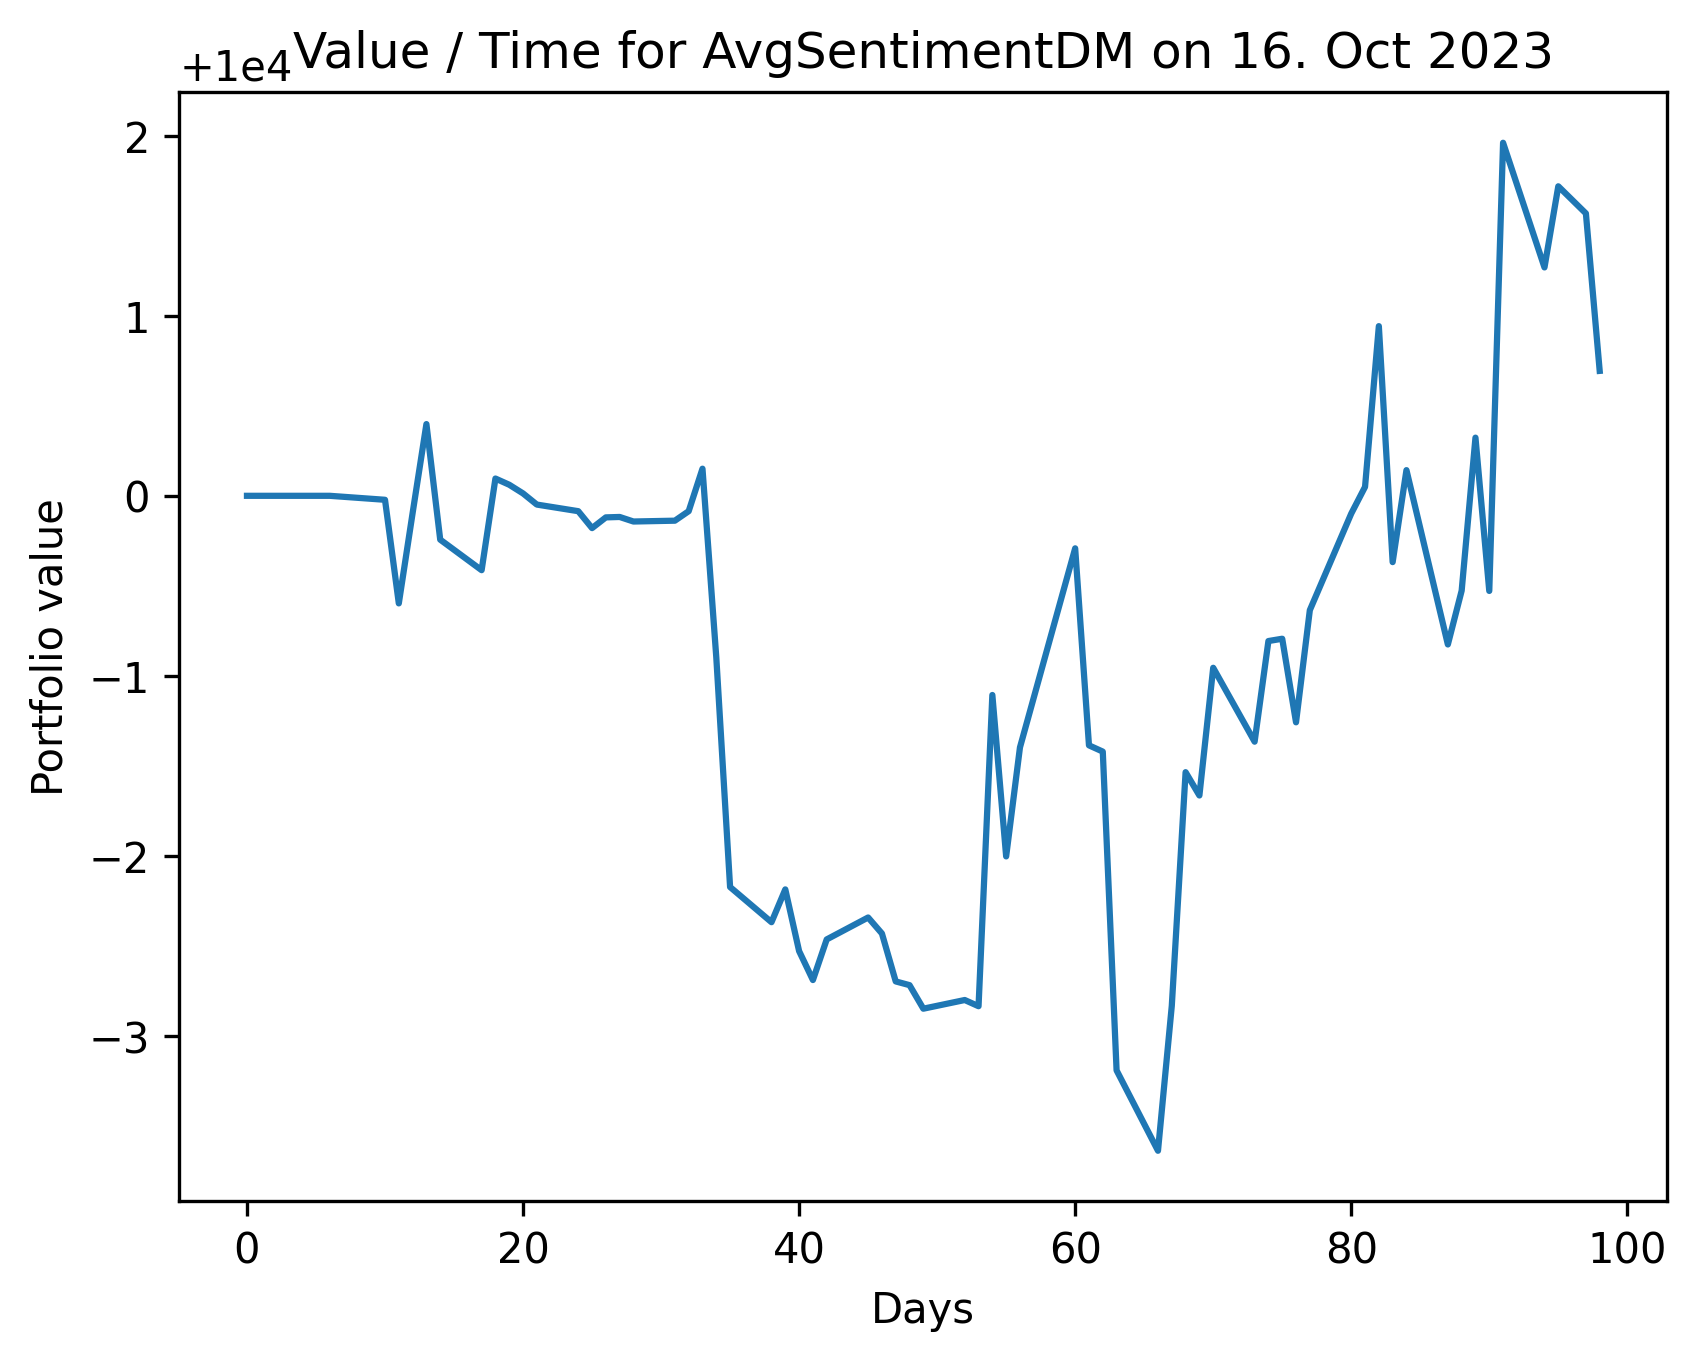 Value / Time for AvgSentimentDM on 16. Oct 2023
+1e4
2
1
0
−1
−2
−3
Portfolio value
0 20 40 60 80 100
Days